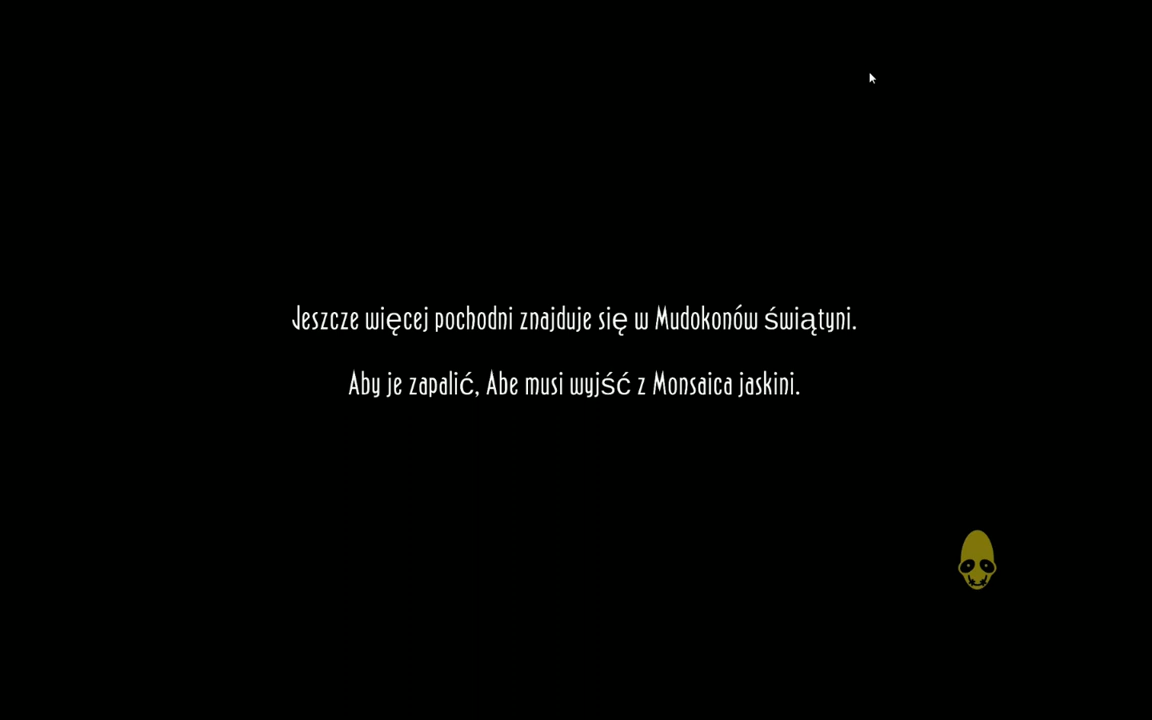 Jeszcze więcej pochodni znajduje się w Mudokonów świątyni.
Aby je zapalić, Abe musi wyjść z Monsaica jaskini.